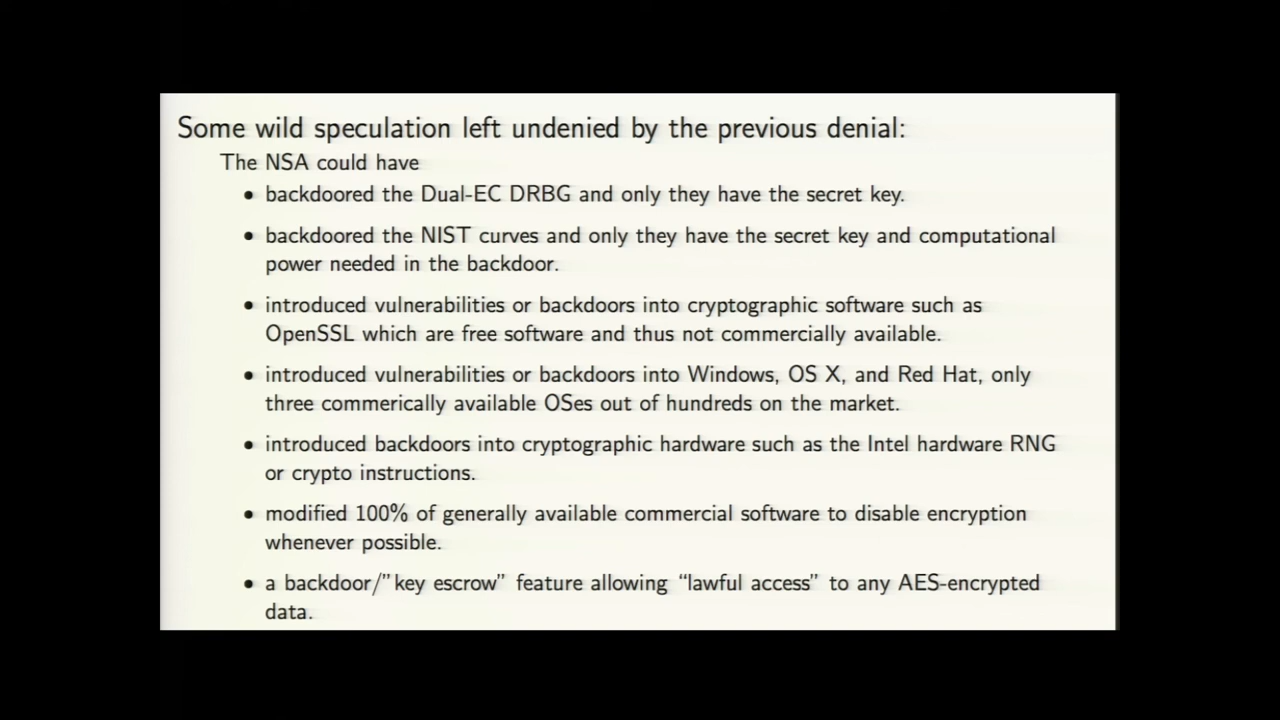 Some wild speculation left undenied by the previous denial:
The NSA could have
• backdoored the Dual-EC DRBG and only they have the secret key.
• backdoored the NIST curves and only they have the secret key and computational
power needed in the backdoor.
• introduced vulnerabilities or backdoors into cryptographic software such as
OpenSSL which are free software and thus not commercially available.
• introduced vulnerabilities or backdoors into Windows, OS X, and Red Hat, only
three commerically available OSes out of hundreds on the market.
• introduced backdoors into cryptographic hardware such as the Intel hardware RNG
or crypto instructions.
• modified 100% of generally available commercial software to disable encryption
whenever possible.
• a backdoor/”key escrow” feature allowing “lawful access” to any AES-encrypted
data.